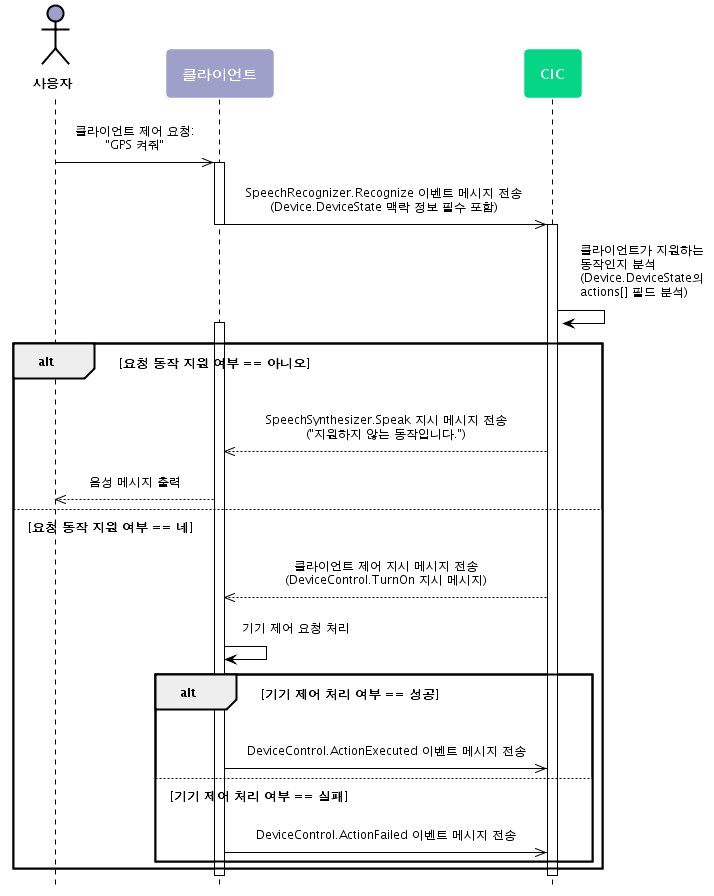 사용자
클라이언트
CIC
클라이언트 제어 요청:
"GPS 켜줘"
SpeechRecognizer.Recognize 이벤트 메시지 전송
(Device.DeviceState 맥락 정보 필수 포함)
클라이언트가 지원하는
동작인지 분석
(Device.DeviceState의
actions[] 필드 분석)
alt
[요청 동작 지원 여부 == 아니오]
SpeechSynthesizer.Speak 지시 메시지 전송
("지원하지 않는 동작입니다.")
음성 메시지 출력
[요청 동작 지원 여부 == 네]
클라이언트 제어 지시 메시지 전송
(DeviceControl.TurnOn 지시 메시지)
기기 제어 요청 처리
alt
[기기 제어 처리 여부 == 성공]
DeviceControl.ActionExecuted 이벤트 메시지 전송
[기기 제어 처리 여부 == 실패]
DeviceControl.ActionFailed 이벤트 메시지 전송